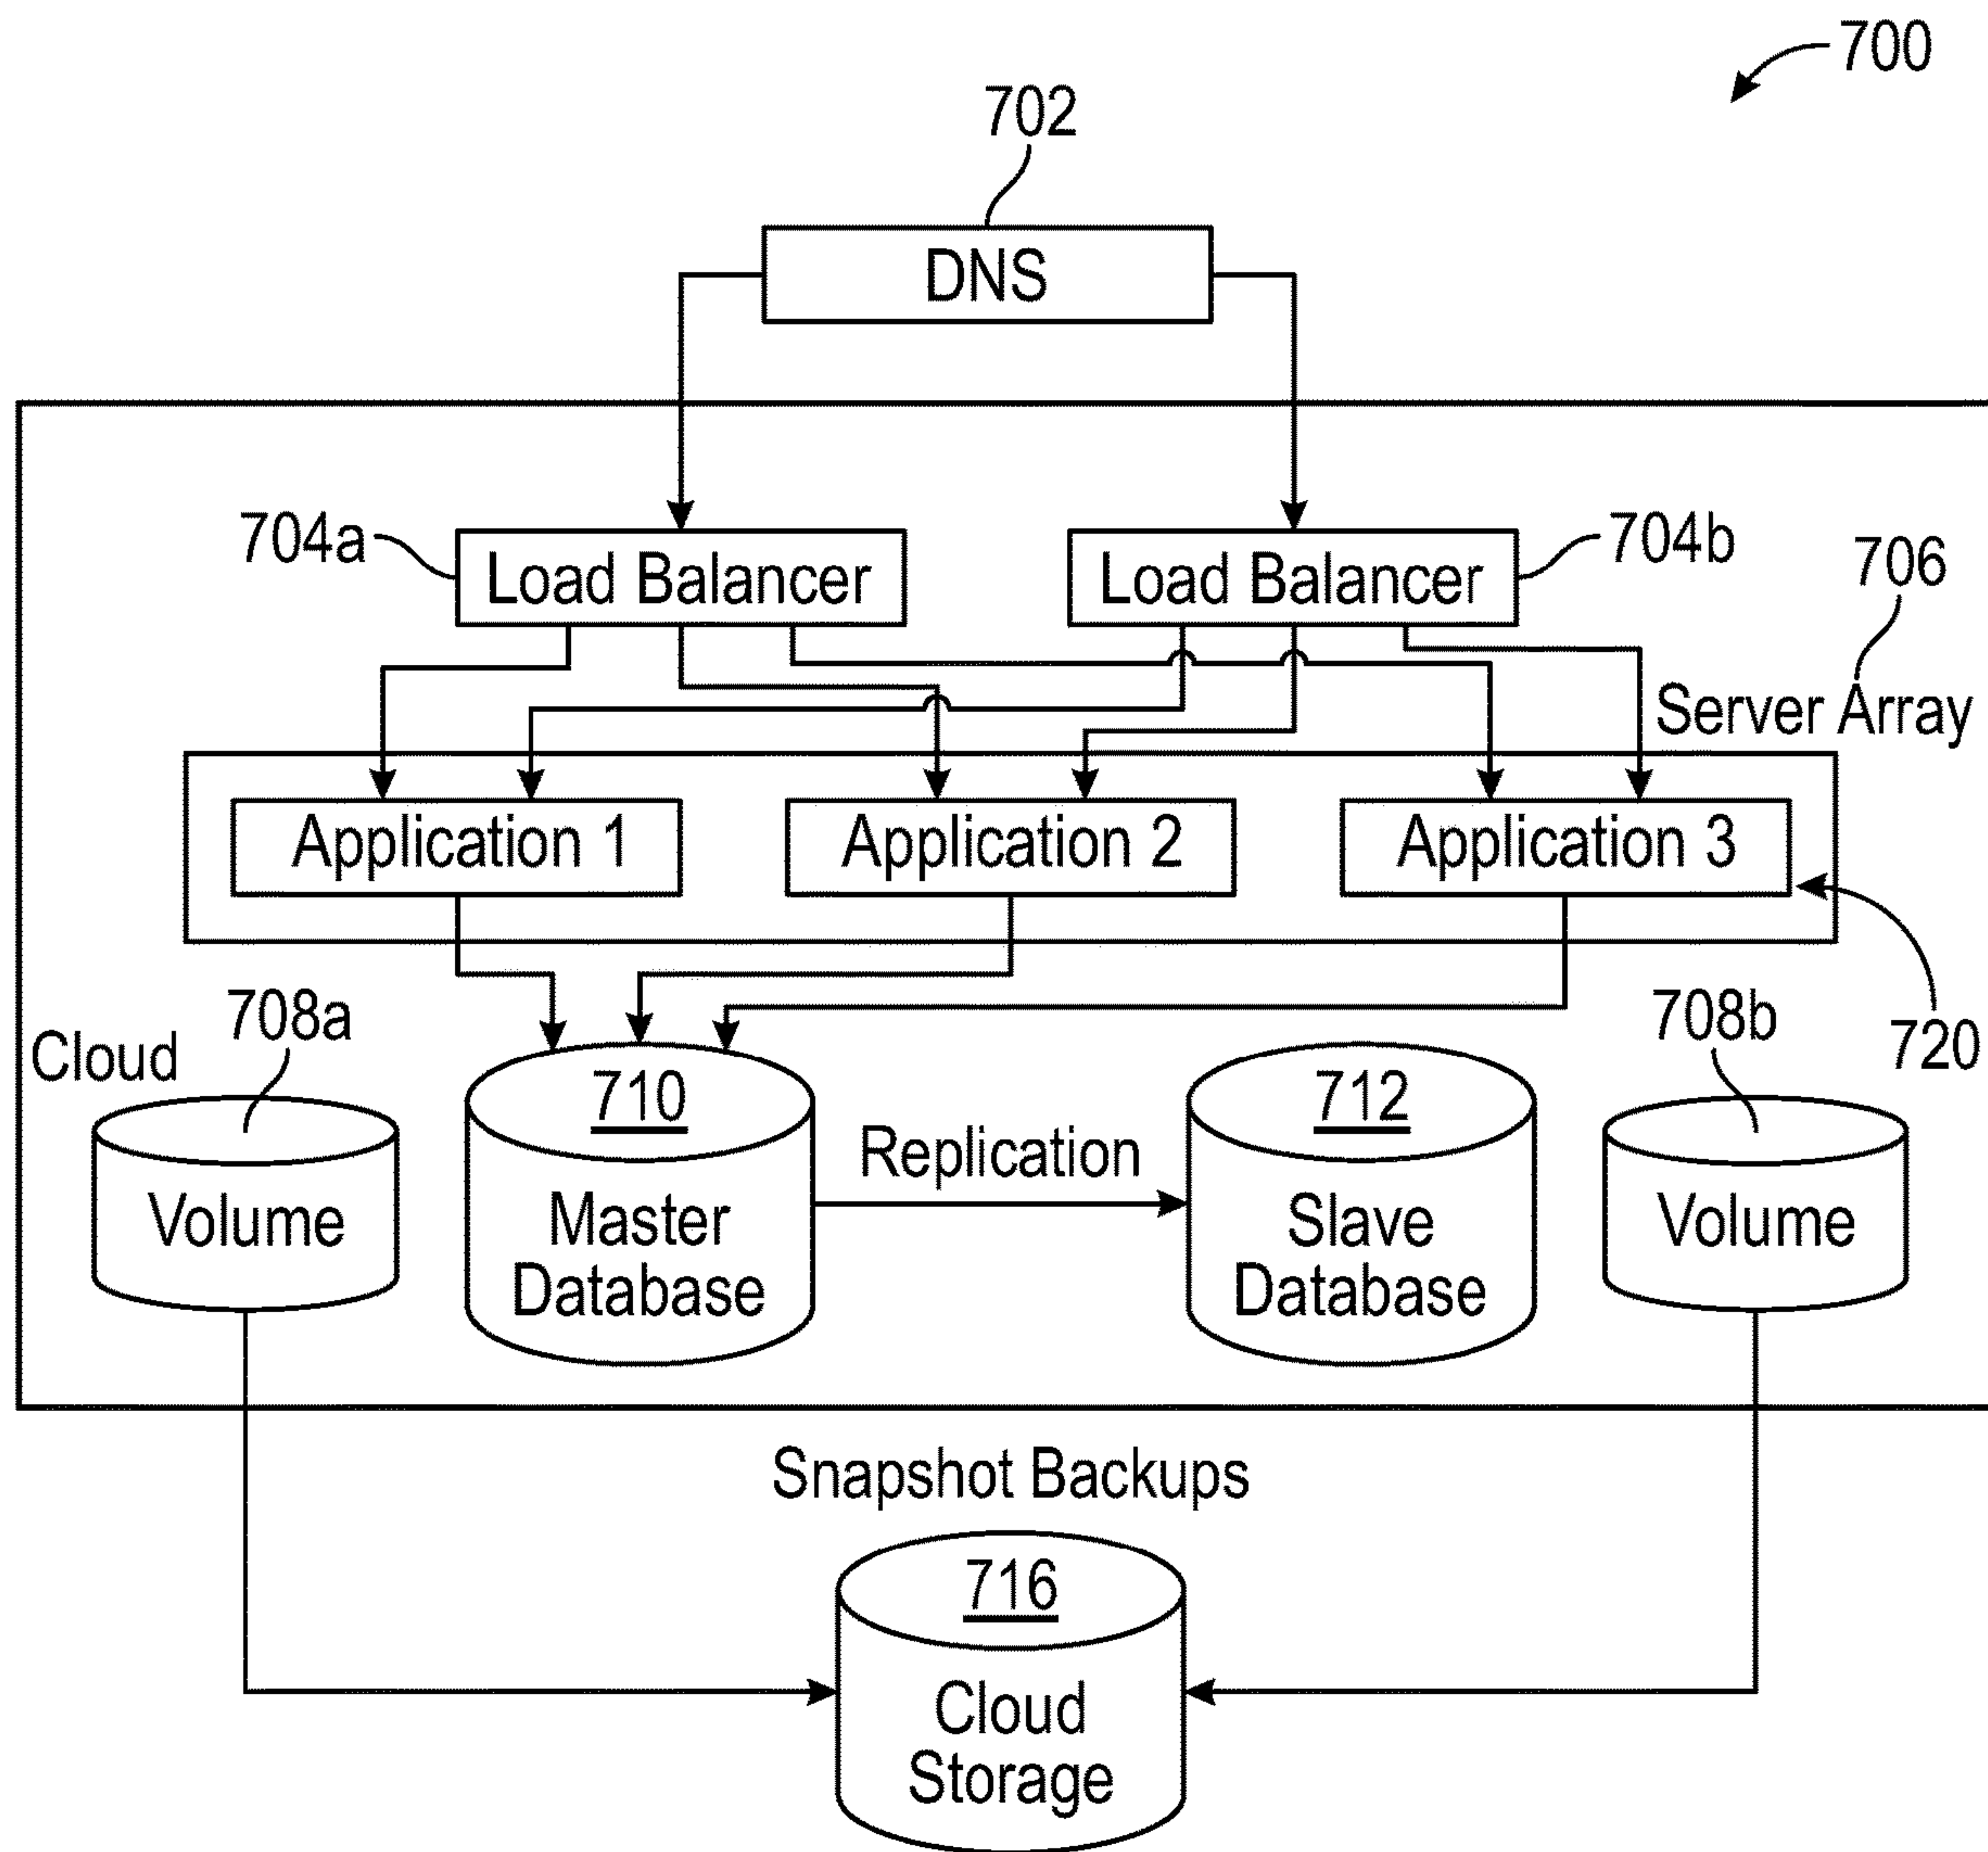 700
702
DNS
704a
Load Balancer
Load Balancer
704b
706
Server Array
Application 1
Application 2
Application 3
720
Cloud
708a
710
Master
Database
Replication
712
Slave
Database
708b
Volume
Volume
Snapshot Backups
716
Cloud
Storage